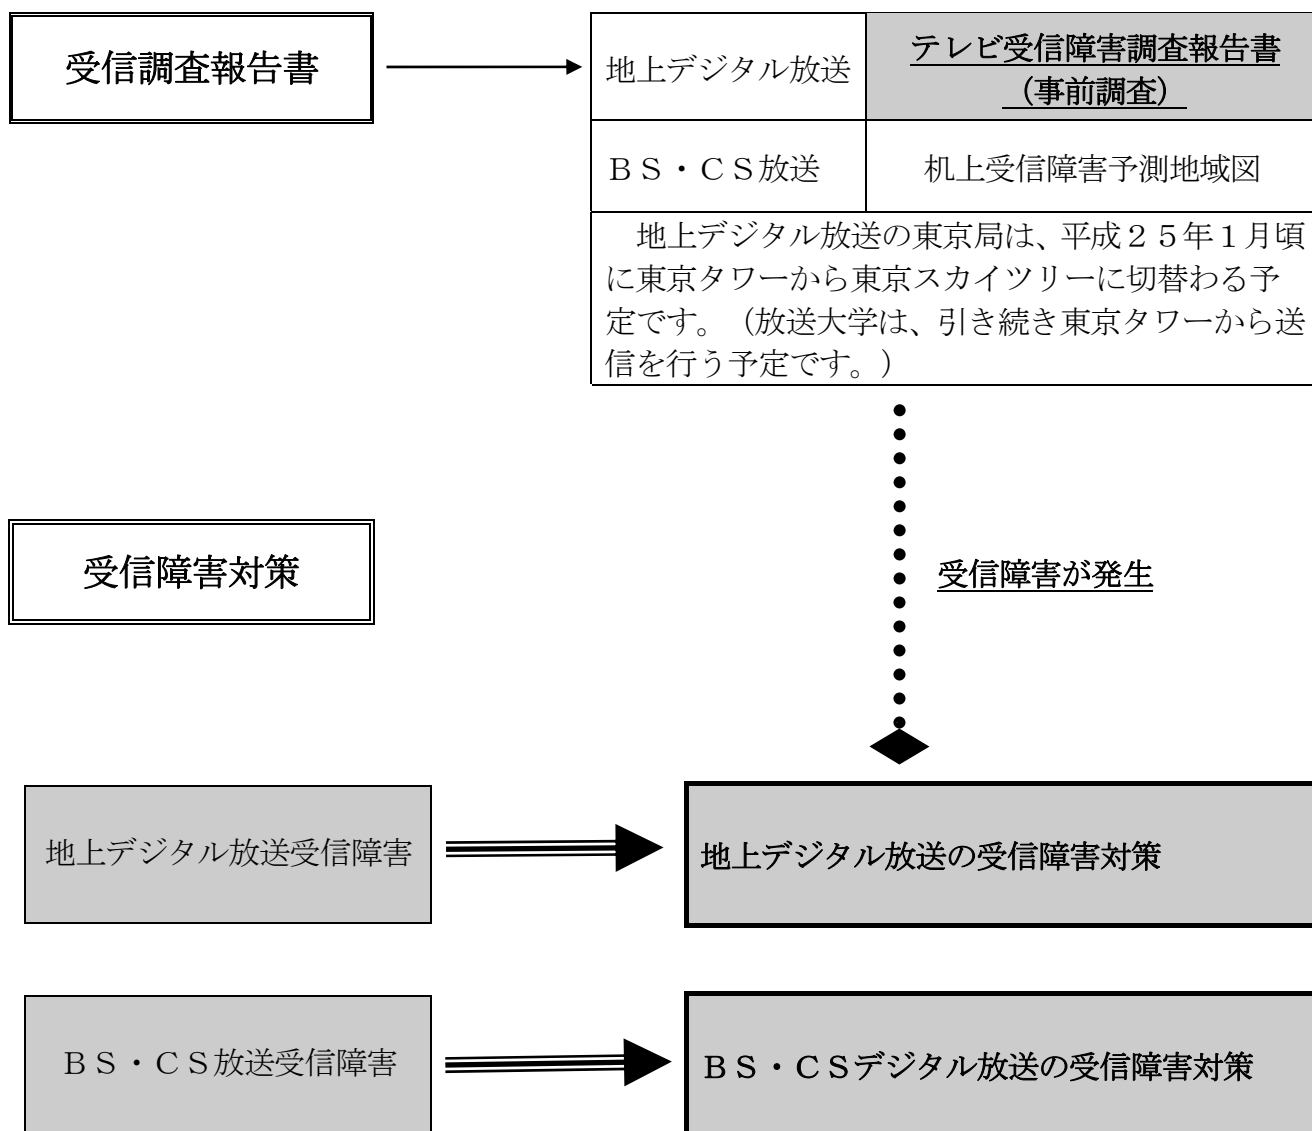 受信調査報告書
地上デジタル放送
テレビ受信障害調査報告書
（事前調査）
ＢＳ・ＣＳ放送
机上受信障害予測地域図
地上デジタル放送の東京局は、平成２５年１月頃
に東京タワーから東京スカイツリーに切替わる予
定です。（放送大学は、引き続き東京タワーから送
信を行う予定です。）
受信障害対策
受信障害が発生
地上デジタル放送受信障害
地上デジタル放送の受信障害対策
ＢＳ・ＣＳ放送受信障害
ＢＳ・ＣＳデジタル放送の受信障害対策